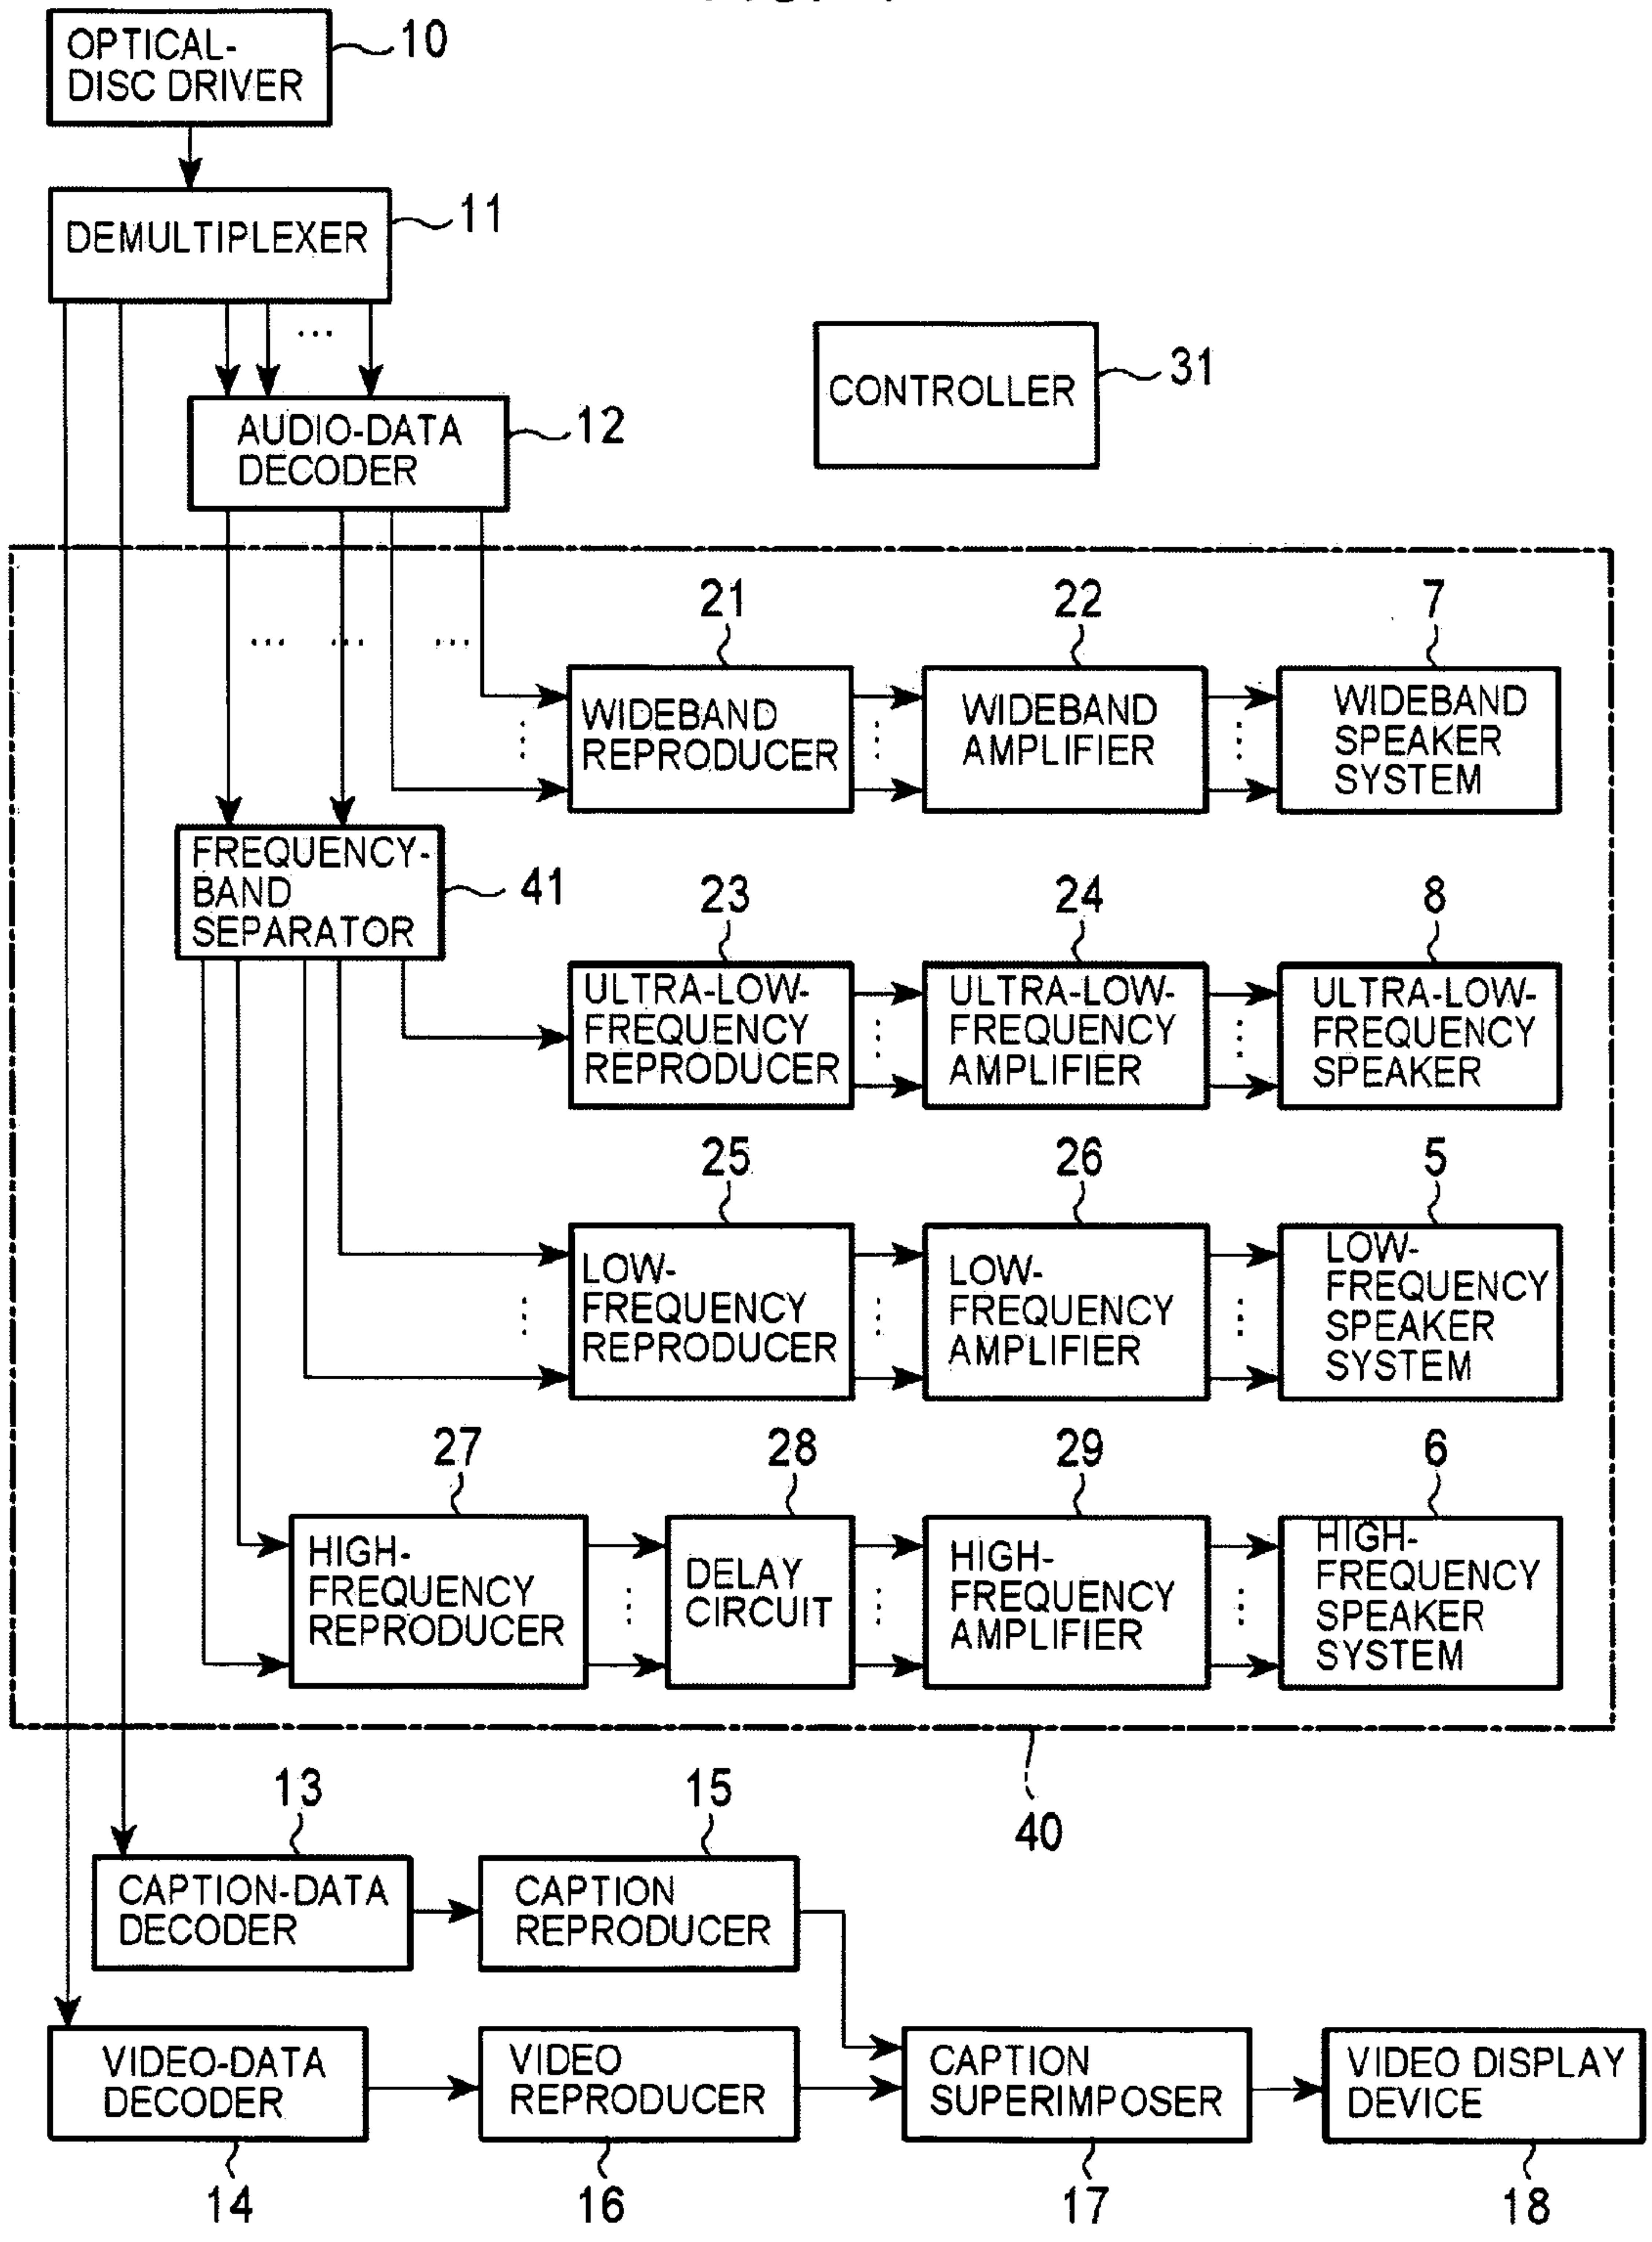 OPTICAL-
DISC DRIVER
10
DEMULTIPLEXER
11
...
CONTROLLER
31
AUDIO-DATA
DECODER
12
... ... ...
21
22
7
WIDEBAND
REPRODUCER
WIDEBAND
AMPLIFIER
WIDEBAND
SPEAKER
SYSTEM
FREQUENCY-
BAND
SEPARATOR
41
23
24
8
ULTRA-LOW-
FREQUENCY
REPRODUCER
ULTRA-LOW-
FREQUENCY
AMPLIFIER
ULTRA-LOW-
FREQUENCY
SPEAKER
25
26
5
LOW-
FREQUENCY
REPRODUCER
LOW-
FREQUENCY
AMPLIFIER
LOW-
FREQUENCY
SPEAKER
SYSTEM
27
28
29
6
HIGH-
FREQUENCY
REPRODUCER
DELAY
CIRCUIT
HIGH-
FREQUENCY
AMPLIFIER
HIGH-
FREQUENCY
SPEAKER
SYSTEM
40
13
15
CAPTION-DATA
DECODER
CAPTION
REPRODUCER
VIDEO-DATA
DECODER
VIDEO
REPRODUCER
CAPTION
SUPERIMPOSER
VIDEO DISPLAY
DEVICE
14
16
17
18